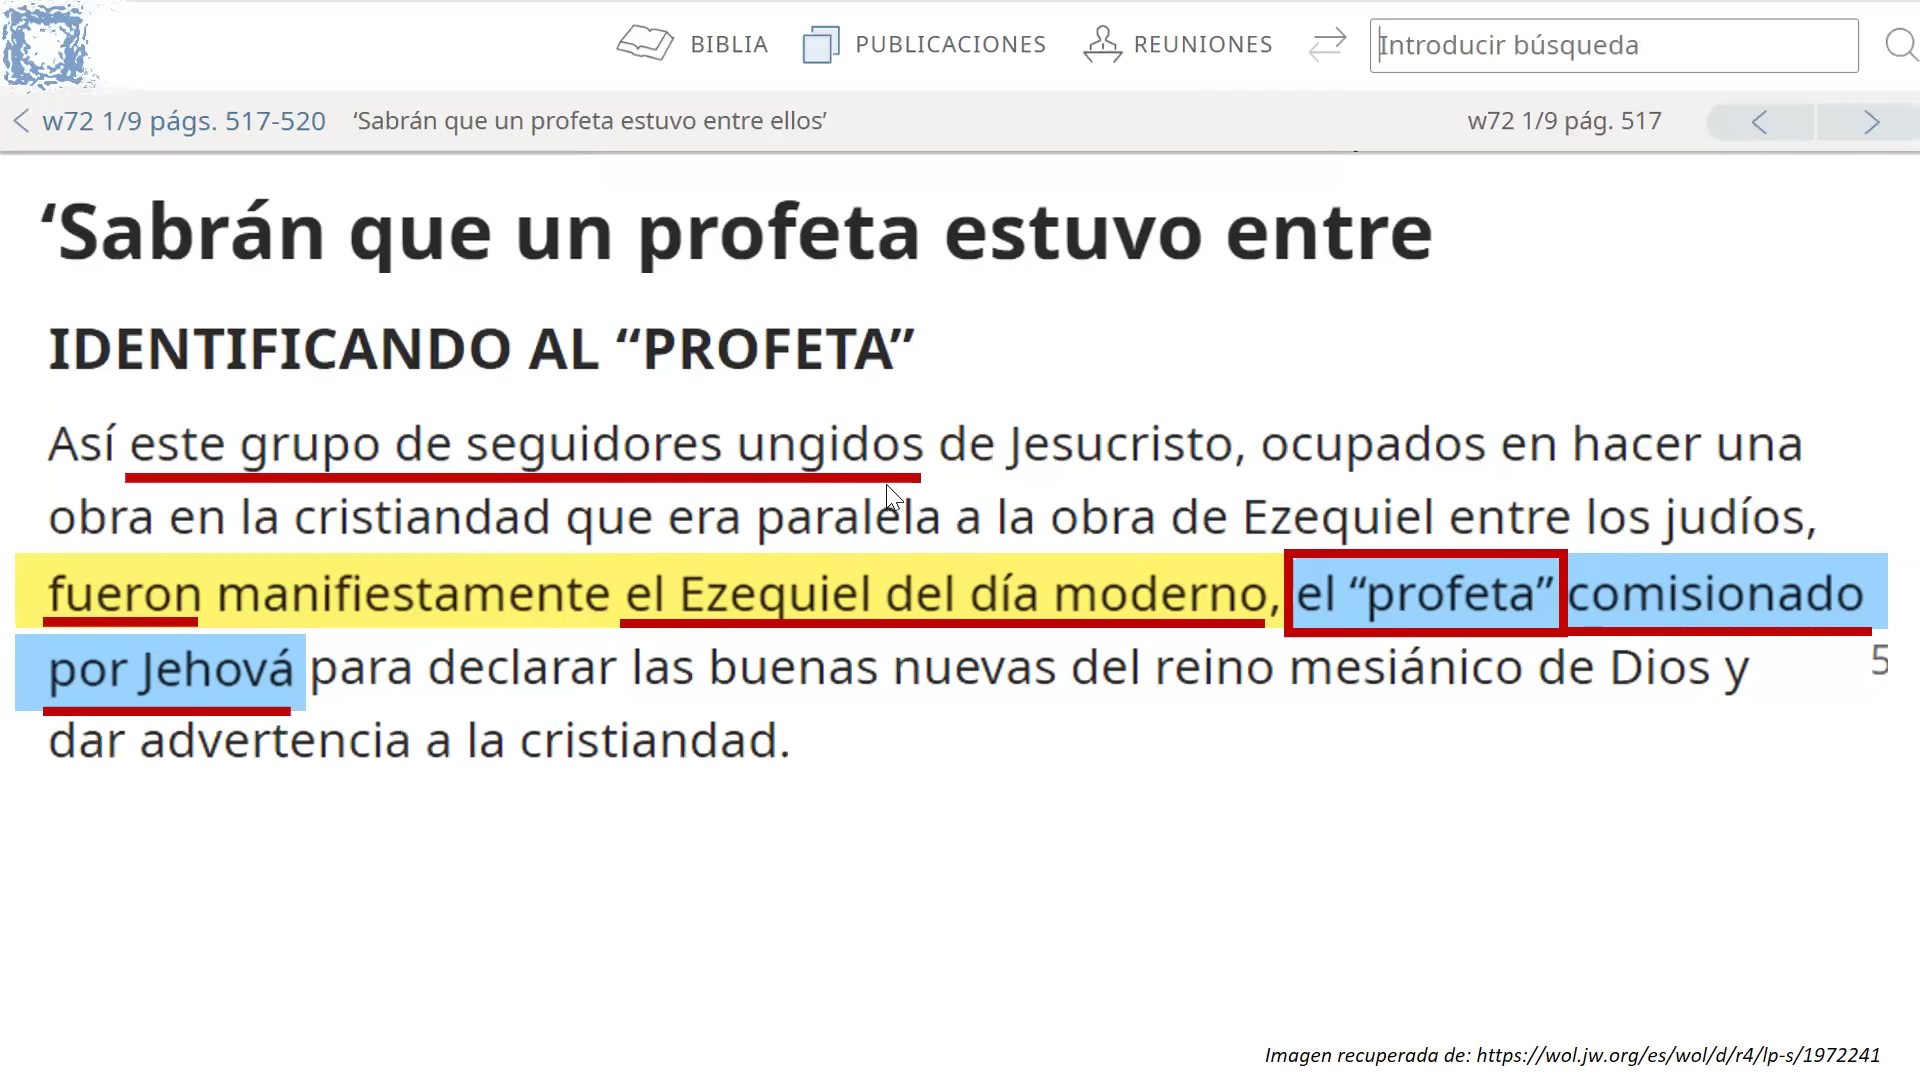 BIBLIA PUBLICACIONES REUNIONES Introducir búsqueda
w72 1/9 págs. 517-520 ‘Sabrán que un profeta estuvo entre ellos’ w72 1/9 pág. 517
‘Sabrán que un profeta estuvo entre
IDENTIFICANDO AL “PROFETA”
Así este grupo de seguidores ungidos de Jesucristo, ocupados en hacer una
obra en la cristiandad que era paralela a la obra de Ezequiel entre los judíos,
fueron manifiestamente el Ezequiel del día moderno, el “profeta” comisionado
por Jehová para declarar las buenas nuevas del reino mesiánico de Dios y 5
dar advertencia a la cristiandad.
Imagen recuperada de: https://wol.jw.org/es/wol/d/r4/lp-s/1972241